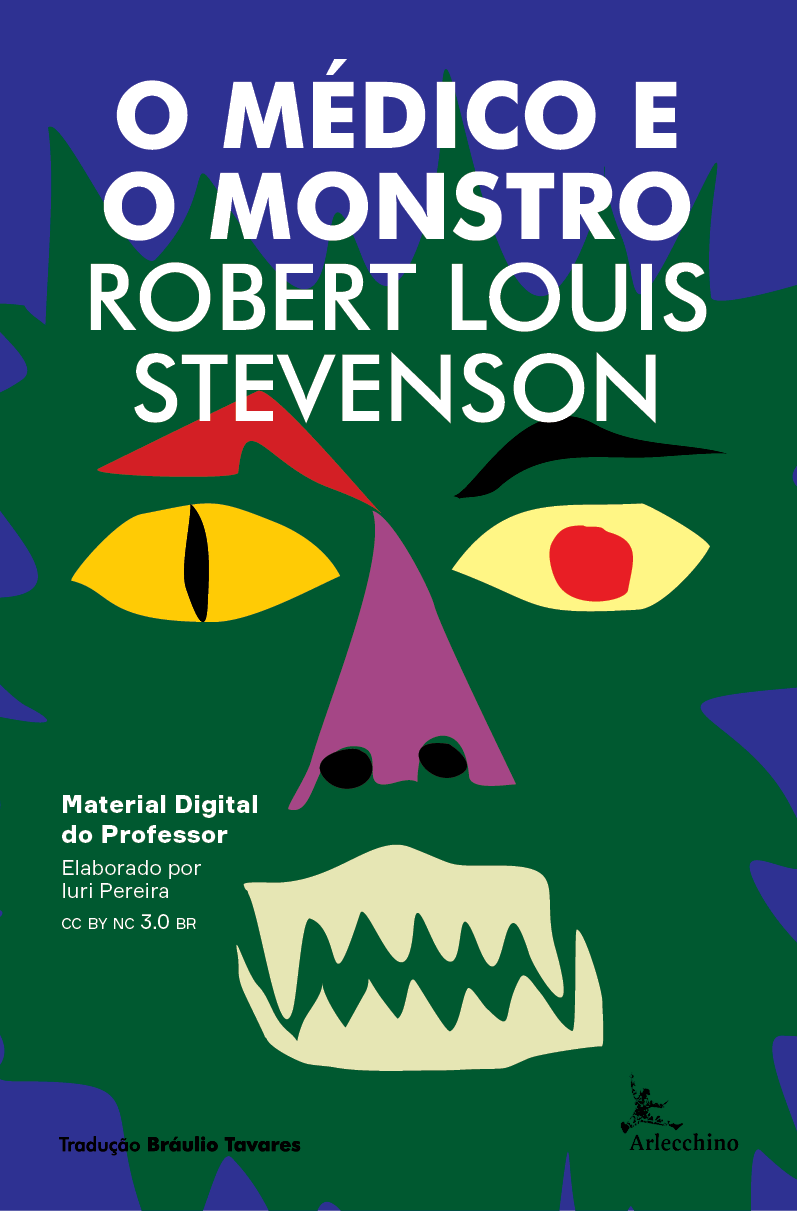 O MÉDICO E
O MONSTRO
ROBERT LOUIS
STEVENSON
Material Digital
do Professor
Elaborado por
Iuri Pereira
CC BY NC 3.0 BR
Tradução Bráulio Tavares
Arlecchino